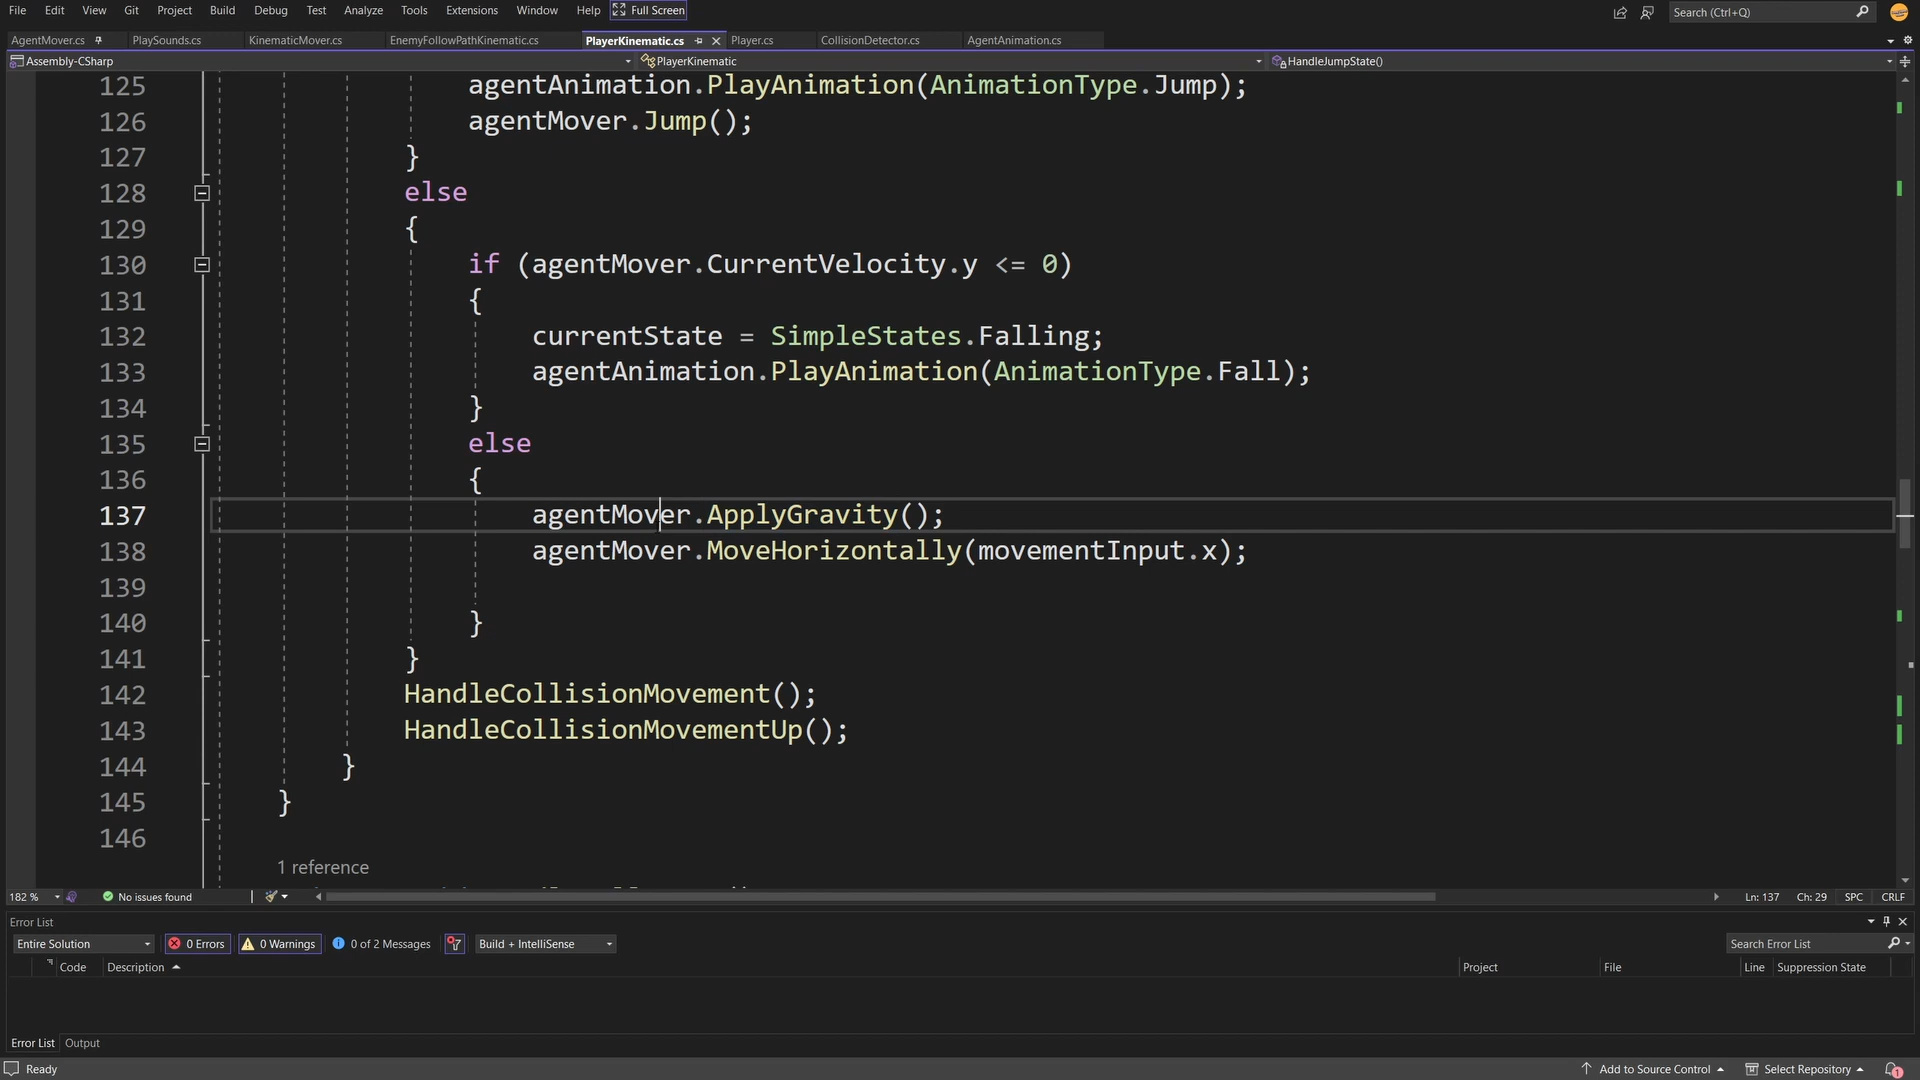 File Edit View Git Project Build Debug Test Analyze Tools Extensions Window Help Full Screen Search (Ctrl+Q)
AgentMover.cs PlaySounds.cs KinematicMover.cs EnemyFollowPathKinematic.cs PlayerKinematic.cs Player.cs CollisionDetector.cs AgentAnimation.cs
Assembly-CSharp PlayerKinematic HandleJumpState()
125 agentAnimation.PlayAnimation(AnimationType.Jump);
126 agentMover.Jump();
127 }
128 else
129 {
130 if (agentMover.CurrentVelocity.y <= 0)
131 {
132 currentState = SimpleStates.Falling;
133 agentAnimation.PlayAnimation(AnimationType.Fall);
134 }
135 else
136 {
137 agentMover.ApplyGravity();
138 agentMover.MoveHorizontally(movementInput.x);
139
140 }
141 }
142 HandleCollisionMovement();
143 HandleCollisionMovementUp();
144 }
145 }
146
1 reference
182 % No issues found Ln: 137 Ch: 29 SPC CRLF
Error List
Entire Solution 0 Errors 0 Warnings 0 of 2 Messages Build + IntelliSense Search Error List
Code Description Project File Line Suppression State
Error List Output
Ready Add to Source Control Select Repository 1